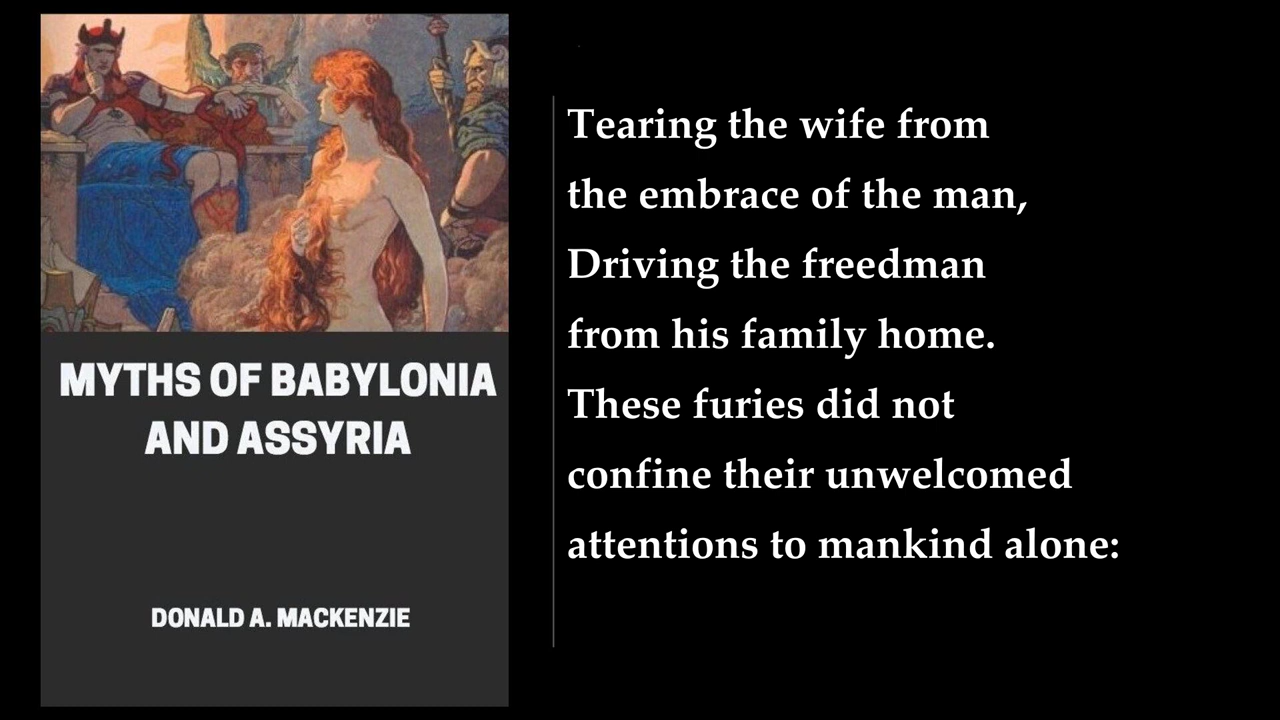 MYTHS OF BABYLONIA
AND ASSYRIA
DONALD A. MACKENZIE
Tearing the wife from
the embrace of the man,
Driving the freedman
from his family home.
These furies did not
confine their unwelcomed
attentions to mankind alone: